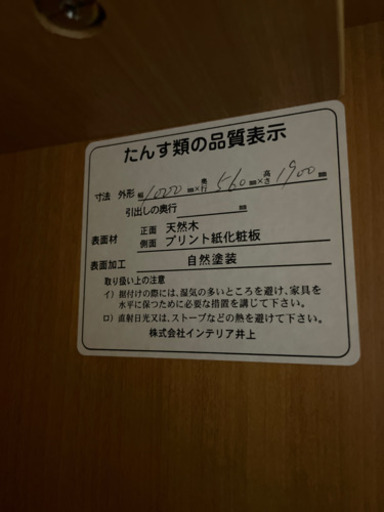 たんす類の品質表示
寸法 外形 幅1000㎜×奥行560㎜×高さ1900㎜
引出しの奥行 ㎜
表面材 正面 天然木
側面 プリント紙化粧板
表面加工 自然塗装
取り扱い上の注意
イ）据付けの際には、湿気の多いところを避け、家具を
水平に保つために必要な措置を講じて下さい。
ロ）直射日光又は、ストーブなどの熱を避けて下さい。
株式会社インテリア井上